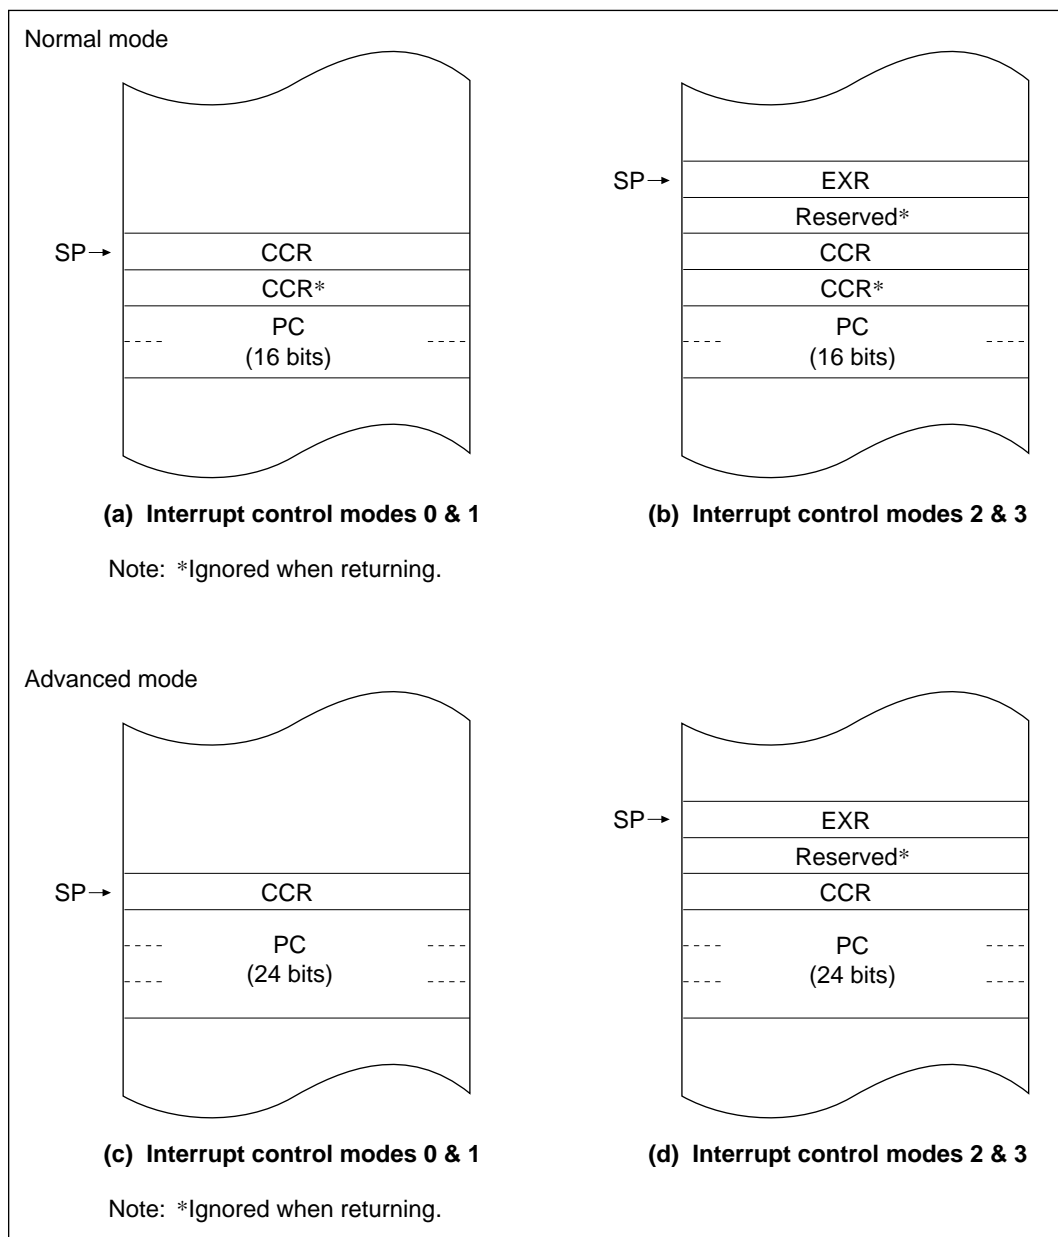 Normal mode
SP→ CCR
CCR*
PC
(16 bits)
(a) Interrupt control modes 0 & 1
SP→ EXR
Reserved*
CCR
CCR*
PC
(16 bits)
(b) Interrupt control modes 2 & 3
Note: *Ignored when returning.
Advanced mode
SP→ CCR
PC
(24 bits)
(c) Interrupt control modes 0 & 1
SP→ EXR
Reserved*
CCR
PC
(24 bits)
(d) Interrupt control modes 2 & 3
Note: *Ignored when returning.